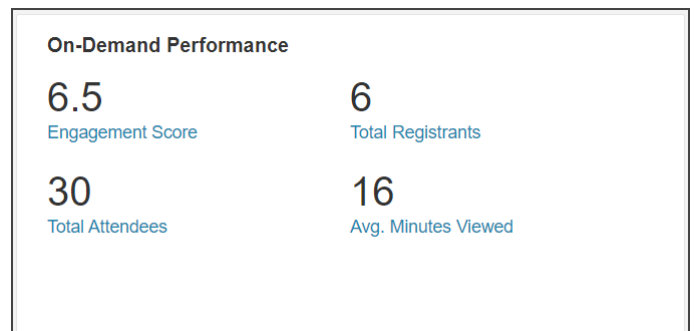 On-Demand Performance
6.5
Engagement Score
6
Total Registrants
30
Total Attendees
16
Avg. Minutes Viewed